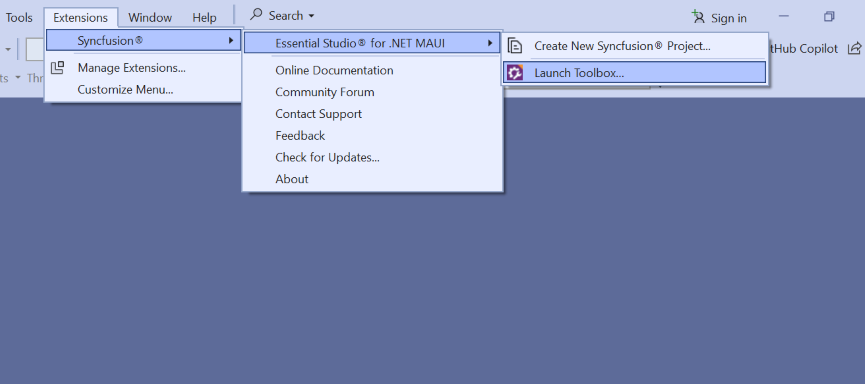 Tools Extensions Window Help Search Sign in
Syncfusion® Essential Studio® for .NET MAUI Create New Syncfusion® Project...
Manage Extensions... Online Documentation Launch Toolbox...
Customize Menu... Community Forum
Contact Support
Feedback
Check for Updates...
About
Copilot